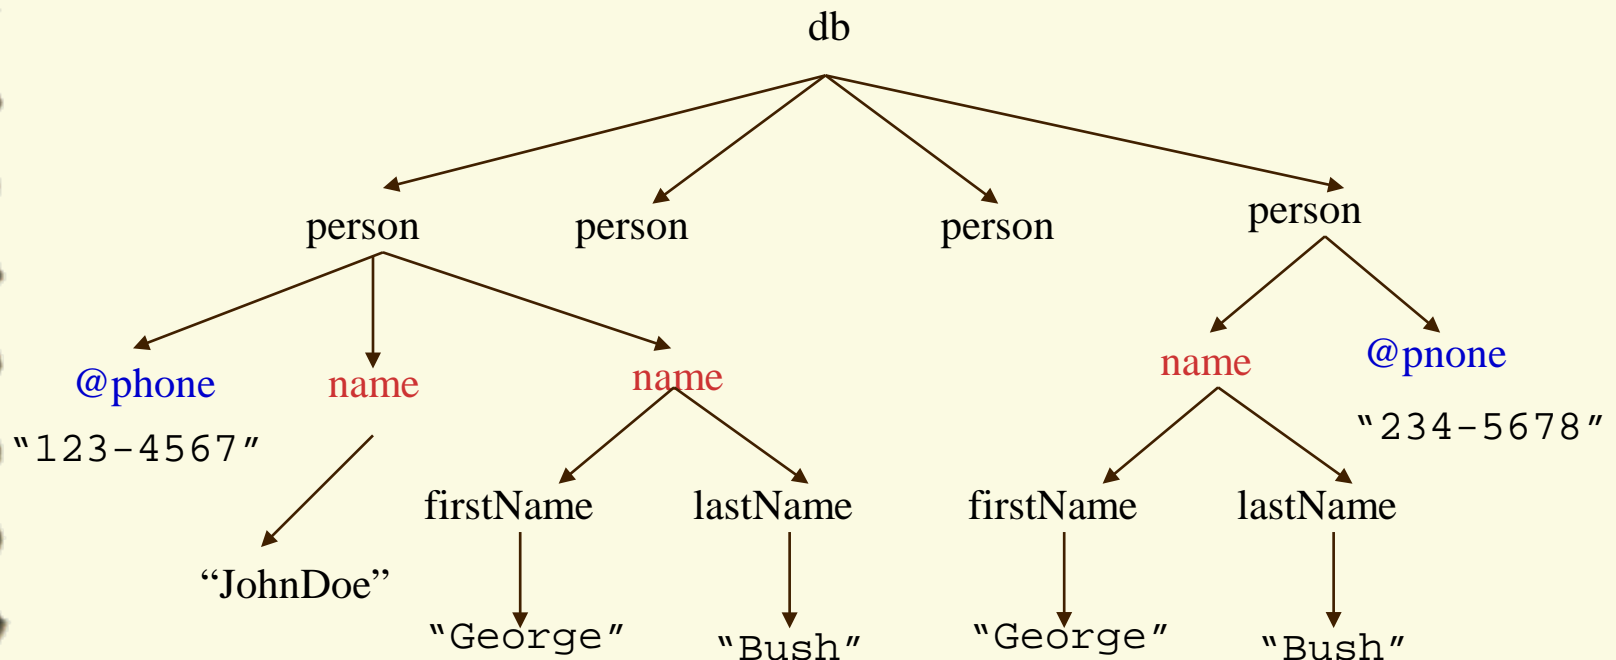 db
person person person person
@phone name name name @pnone
“123-4567” “234-5678”
firstName lastName firstName lastName
“JohnDoe”
“George” “Bush” “George” “Bush”